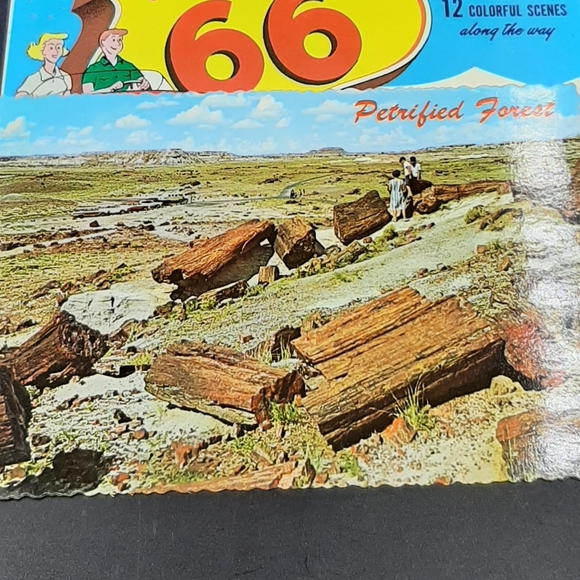 66
12 COLORFUL SCENES
along the way
Petrified Forest